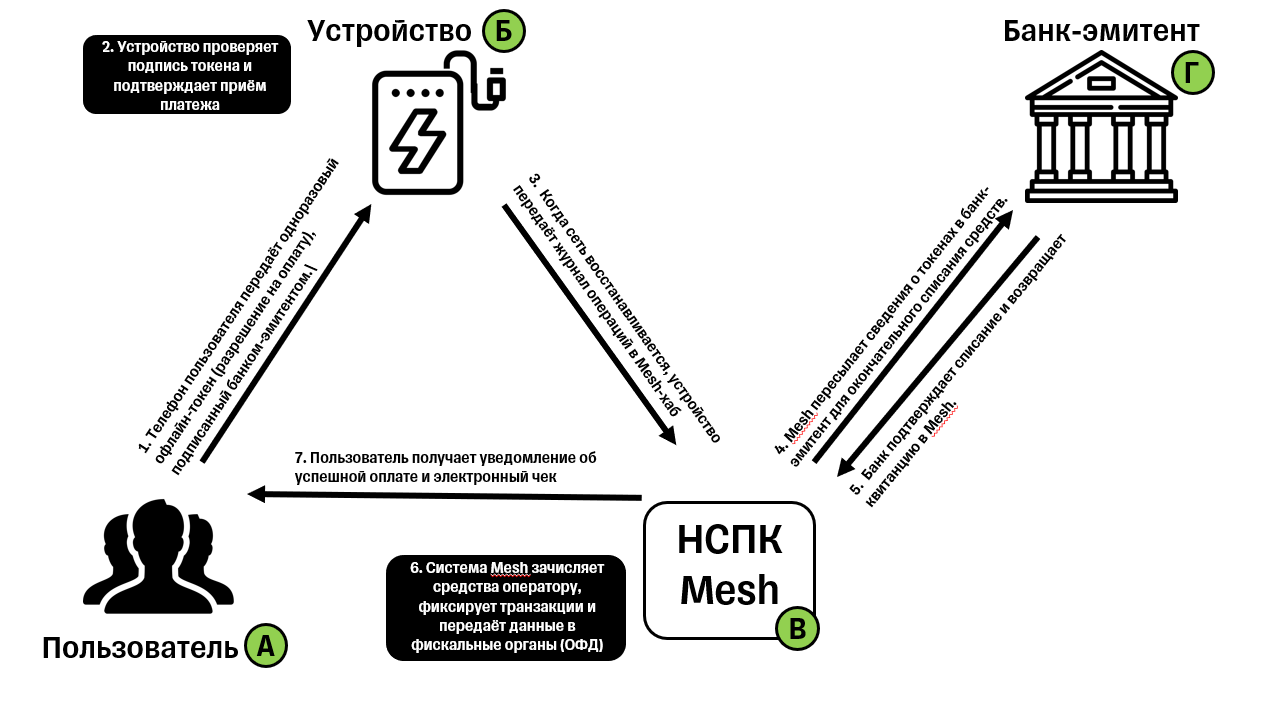 Устройство Б
Банк-эмитент
Г
2. Устройство проверяет
подпись токена и
подтверждает приём
платежа
1. Телефон пользователя передаёт одноразовый
офлайн-токен (разрешение на оплату),
подписанный банком-эмитентом.|
3. Когда сеть восстанавливается, устройство
передаёт журнал операций в Mesh-хаб
4. Mesh пересылает сведения о токенах в банк-
эмитент для окончательного списания средств.
5. Банк подтверждает списание и возвращает
квитанцию в Mesh.
7. Пользователь получает уведомление об
успешной оплате и электронный чек
НСПК
Mesh
В
6. Система Mesh зачисляет
средства оператору,
фиксирует транзакции и
передаёт данные в
фискальные органы (ОФД)
Пользователь А